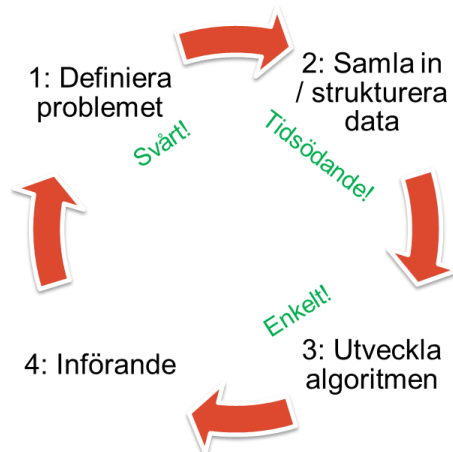 1: Definiera
problemet
Svårt!
2: Samla in
/ strukturera
data
Tidsödande!
3: Utveckla
algoritmen
Enkelt!
4: Införande